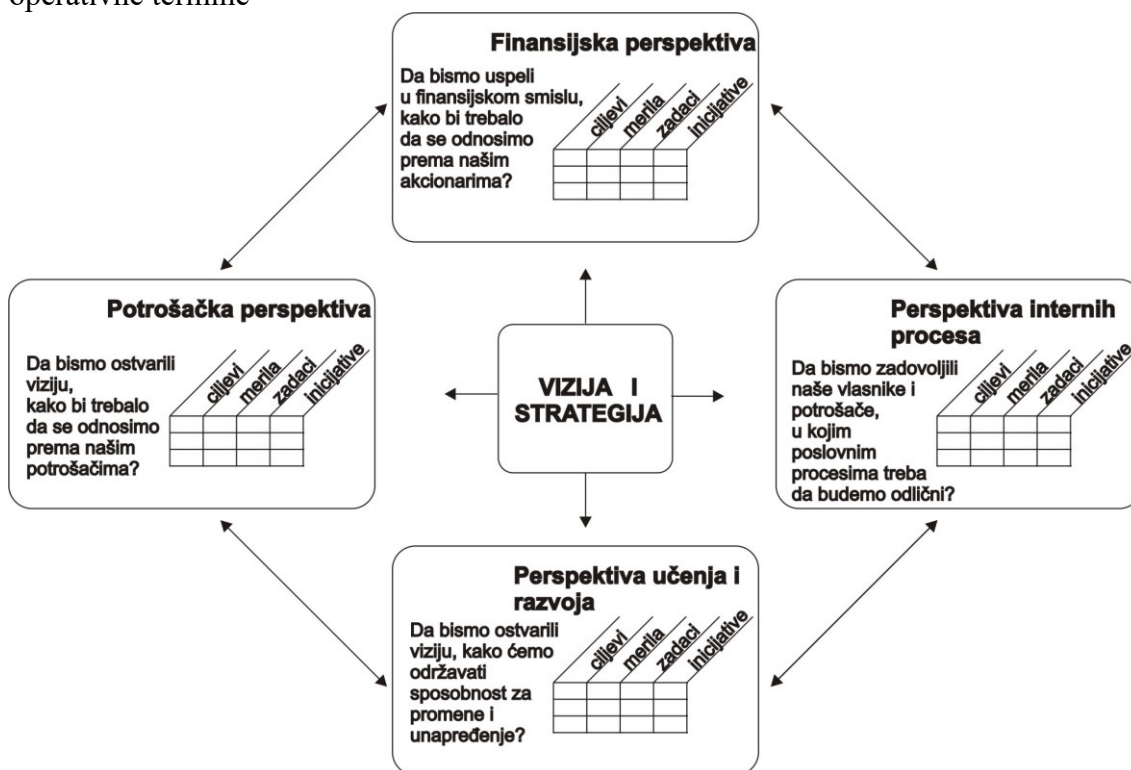 operativne termine
Finansijska perspektiva
Da bismo uspeli
u finansijskom smislu,
kako bi trebalo
da se odnosimo
prema našim
akcionarima?
ciljevi
merila
zadaci
inicijative
Potrošačka perspektiva
Da bismo ostvarili
viziju,
kako bi trebalo
da se odnosimo
prema našim
potrošačima?
ciljevi
merila
zadaci
inicijative
VIZIJA I
STRATEGIJA
Perspektiva internih
procesa
Da bismo zadovoljili
naše vlasnike i
potrošače,
u kojim
poslovnim
procesima treba
da budemo odlični?
ciljevi
merila
zadaci
inicijative
Perspektiva učenja i
razvoja
Da bismo ostvarili
viziju, kako ćemo
održavati
sposobnost za
promene i
unapređenje?
ciljevi
merila
zadaci
inicijative